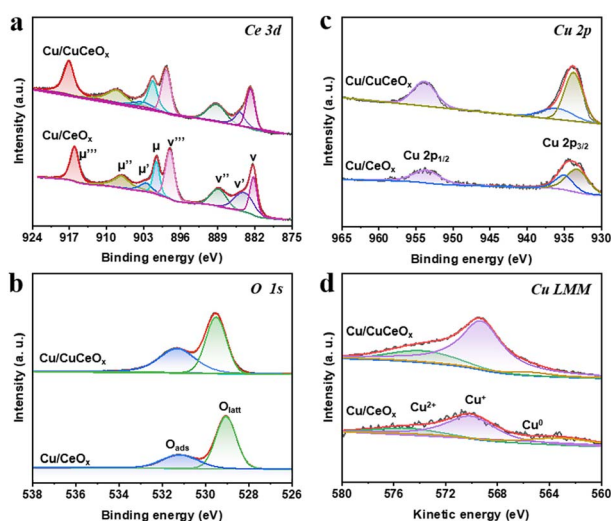 a
Ce 3d
Cu/CuCeOx
Cu/CeOx
μ'''
μ''
μ'
μ
v'''
v''
v'
v
Intensity (a.u.)
924 917 910 903 896 889 882 875
Binding energy (eV)
c
Cu 2p
Cu/CuCeOx
Cu/CeOx
Cu 2p1/2
Cu 2p3/2
Intensity (a.u.)
965 960 955 950 945 940 935 930
Binding energy (eV)
b
O 1s
Cu/CuCeOx
Cu/CeOx
Oads
Olatt
Intensity (a.u.)
538 536 534 532 530 528 526
Binding energy (eV)
d
Cu LMM
Cu/CuCeOx
Cu/CeOx
Cu2+
Cu+
Cu0
Intensity (a.u.)
580 576 572 568 564 560
Kinetic energy (eV)